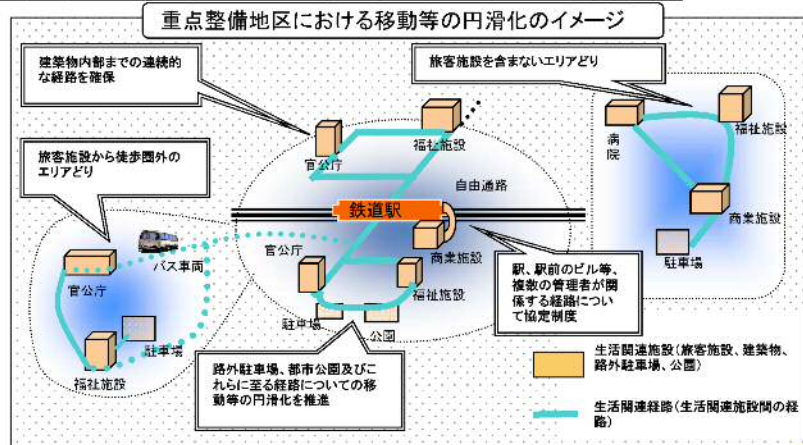 重点整備地区における移動等の円滑化のイメージ
建築物内部までの連続的
な経路を確保
旅客施設を含まないエリアどり
旅客施設から徒歩圏外の
エリアどり
官公庁
福祉施設
自由通路
鉄道駅
商業施設
官公庁
福祉施設
駐車場
公園
バス車両
官公庁
駐車場
福祉施設
病院
福祉施設
商業施設
駐車場
駅、駅前のビル等、
複数の管理者が関
係する経路につい
て協定制度
路外駐車場、都市公園及びこ
れらに至る経路についての移
動等の円滑化を推進
生活関連施設(旅客施設、建築物、
路外駐車場、公園)
生活関連経路(生活関連施設間の経
路)